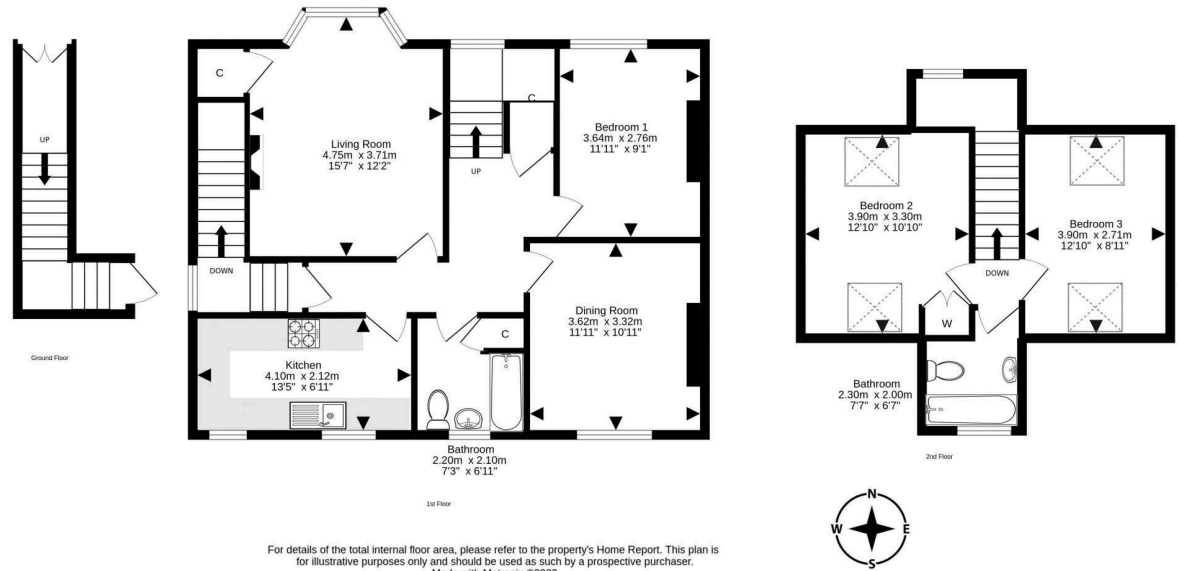 UP
Ground Floor
C
Living Room
4.75m x 3.71m
15'7" x 12'2"
C
UP
Bedroom 1
3.64m x 2.76m
11'11" x 9'1"
DOWN
Dining Room
3.62m x 3.32m
11'11" x 10'11"
Kitchen
4.10m x 2.12m
13'5" x 6'11"
C
Bathroom
2.20m x 2.10m
7'3" x 6'11"
1st Floor
Bedroom 2
3.90m x 3.30m
12'10" x 10'10"
Bedroom 3
3.90m x 2.71m
12'10" x 8'11"
DOWN
W
Bathroom
2.30m x 2.00m
7'7" x 6'7"
2nd Floor
N
W
E
S
For details of the total internal floor area, please refer to the property's Home Report. This plan is
for illustrative purposes only and should be used as such by a prospective purchaser.